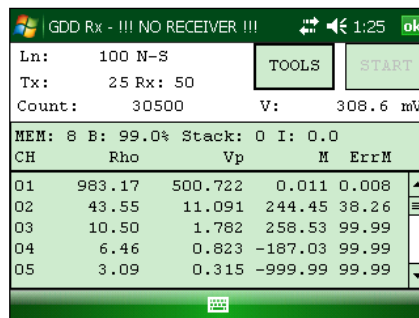 GDD Rx - !!! NO RECEIVER !!! 1:25 ok
Ln: 100 N-S TOOLS START
Tx: 25 Rx: 50
Count: 30500 V: 308.6 mV
MEM: 8 B: 99.0% Stack: 0 I: 0.0
CH Rho Vp M ErrM
01 983.17 500.722 0.011 0.008
02 43.55 11.091 244.45 38.26
03 10.50 1.782 258.53 99.99
04 6.46 0.823 -187.03 99.99
05 3.09 0.315 -999.99 99.99